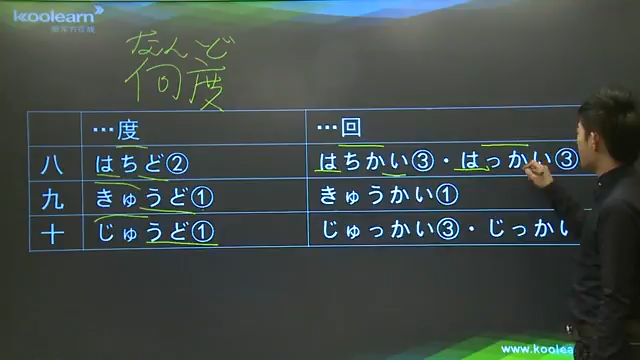 koolearn
新东方在线
なんど
何度
…度 …回
八 はちど② はちかい③・はっかい③
九 きゅうど① きゅうかい①
十 じゅうど① じゅっかい③・じっかい
www.koolea